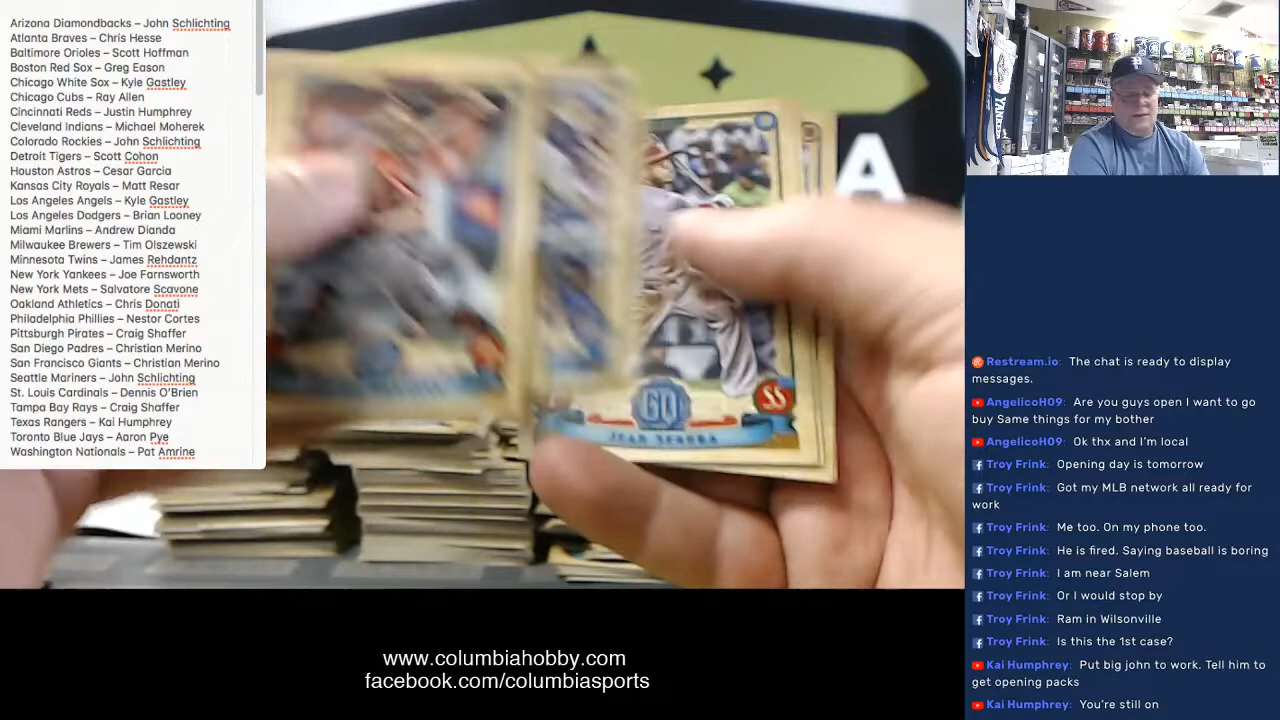 Arizona Diamondbacks – John Schlichting
Atlanta Braves – Chris Hesse
Baltimore Orioles – Scott Hoffman
Boston Red Sox – Greg Eason
Chicago White Sox – Kyle Gastley
Chicago Cubs – Ray Allen
Cincinnati Reds – Justin Humphrey
Cleveland Indians – Michael Moherek
Colorado Rockies – John Schlichting
Detroit Tigers – Scott Cohon
Houston Astros – Cesar Garcia
Kansas City Royals – Matt Resar
Los Angeles Angels – Kyle Gastley
Los Angeles Dodgers – Brian Looney
Miami Marlins – Andrew Dianda
Milwaukee Brewers – Tim Olszewski
Minnesota Twins – James Rehdantz
New York Yankees – Joe Farnsworth
New York Mets – Salvatore Scavone
Oakland Athletics – Chris Donati
Philadelphia Phillies – Nestor Cortes
Pittsburgh Pirates – Craig Shaffer
San Diego Padres – Christian Merino
San Francisco Giants – Christian Merino
Seattle Mariners – John Schlichting
St. Louis Cardinals – Dennis O'Brien
Tampa Bay Rays – Craig Shaffer
Texas Rangers – Kai Humphrey
Toronto Blue Jays – Aaron Pye
Washington Nationals – Pat Amrine
A
GQ
SS
JEAN SEGURA
www.columbiahobby.com
facebook.com/columbiasports
Restream.io: The chat is ready to display
messages.
AngelicoH09: Are you guys open I want to go
buy Same things for my bother
AngelicoH09: Ok thx and I'm local
Troy Frink: Opening day is tomorrow
Troy Frink: Got my MLB network all ready for
work
Troy Frink: Me too. On my phone too.
Troy Frink: He is fired. Saying baseball is boring
Troy Frink: I am near Salem
Troy Frink: Or I would stop by
Troy Frink: Ram in Wilsonville
Troy Frink: Is this the 1st case?
Kai Humphrey: Put big john to work. Tell him to
get opening packs
Kai Humphrey: You're still on